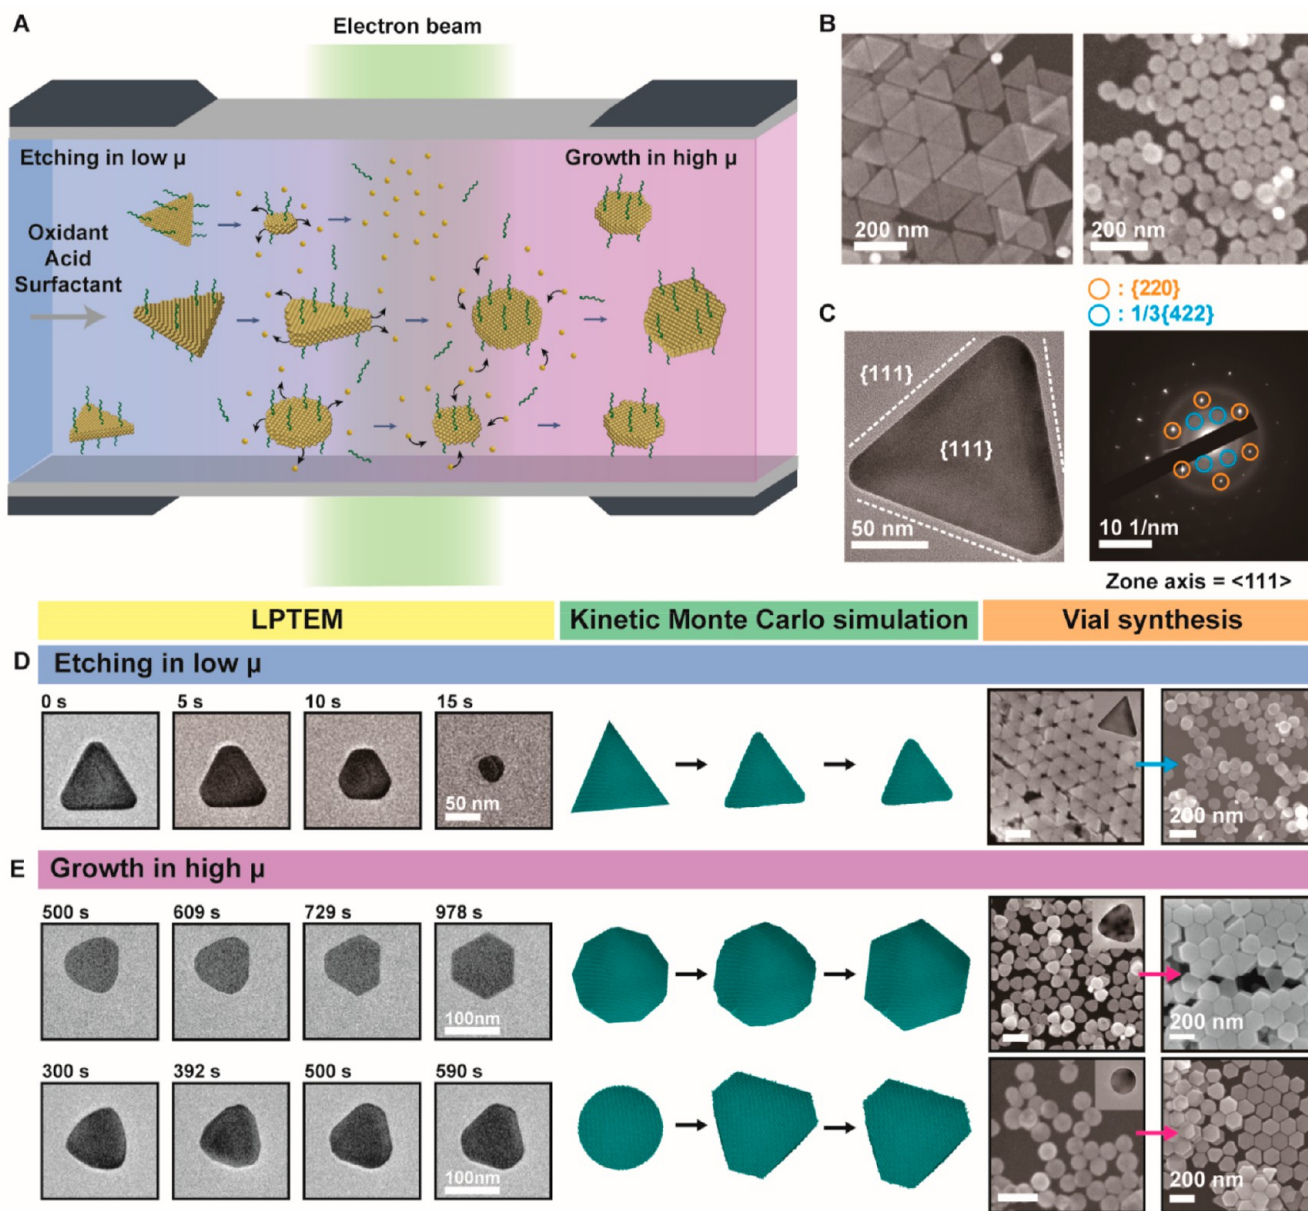 A
Electron beam
Etching in low µ
Growth in high µ
Oxidant
Acid
Surfactant
B
200 nm
200 nm
: {220}
: 1/3{422}
C
{111}
{111}
50 nm
10 1/nm
Zone axis = <111>
LPTEM
Kinetic Monte Carlo simulation
Vial synthesis
D
Etching in low µ
0 s
5 s
10 s
15 s
50 nm
200 nm
E
Growth in high µ
500 s
609 s
729 s
978 s
100nm
200 nm
300 s
392 s
500 s
590 s
100nm
200 nm